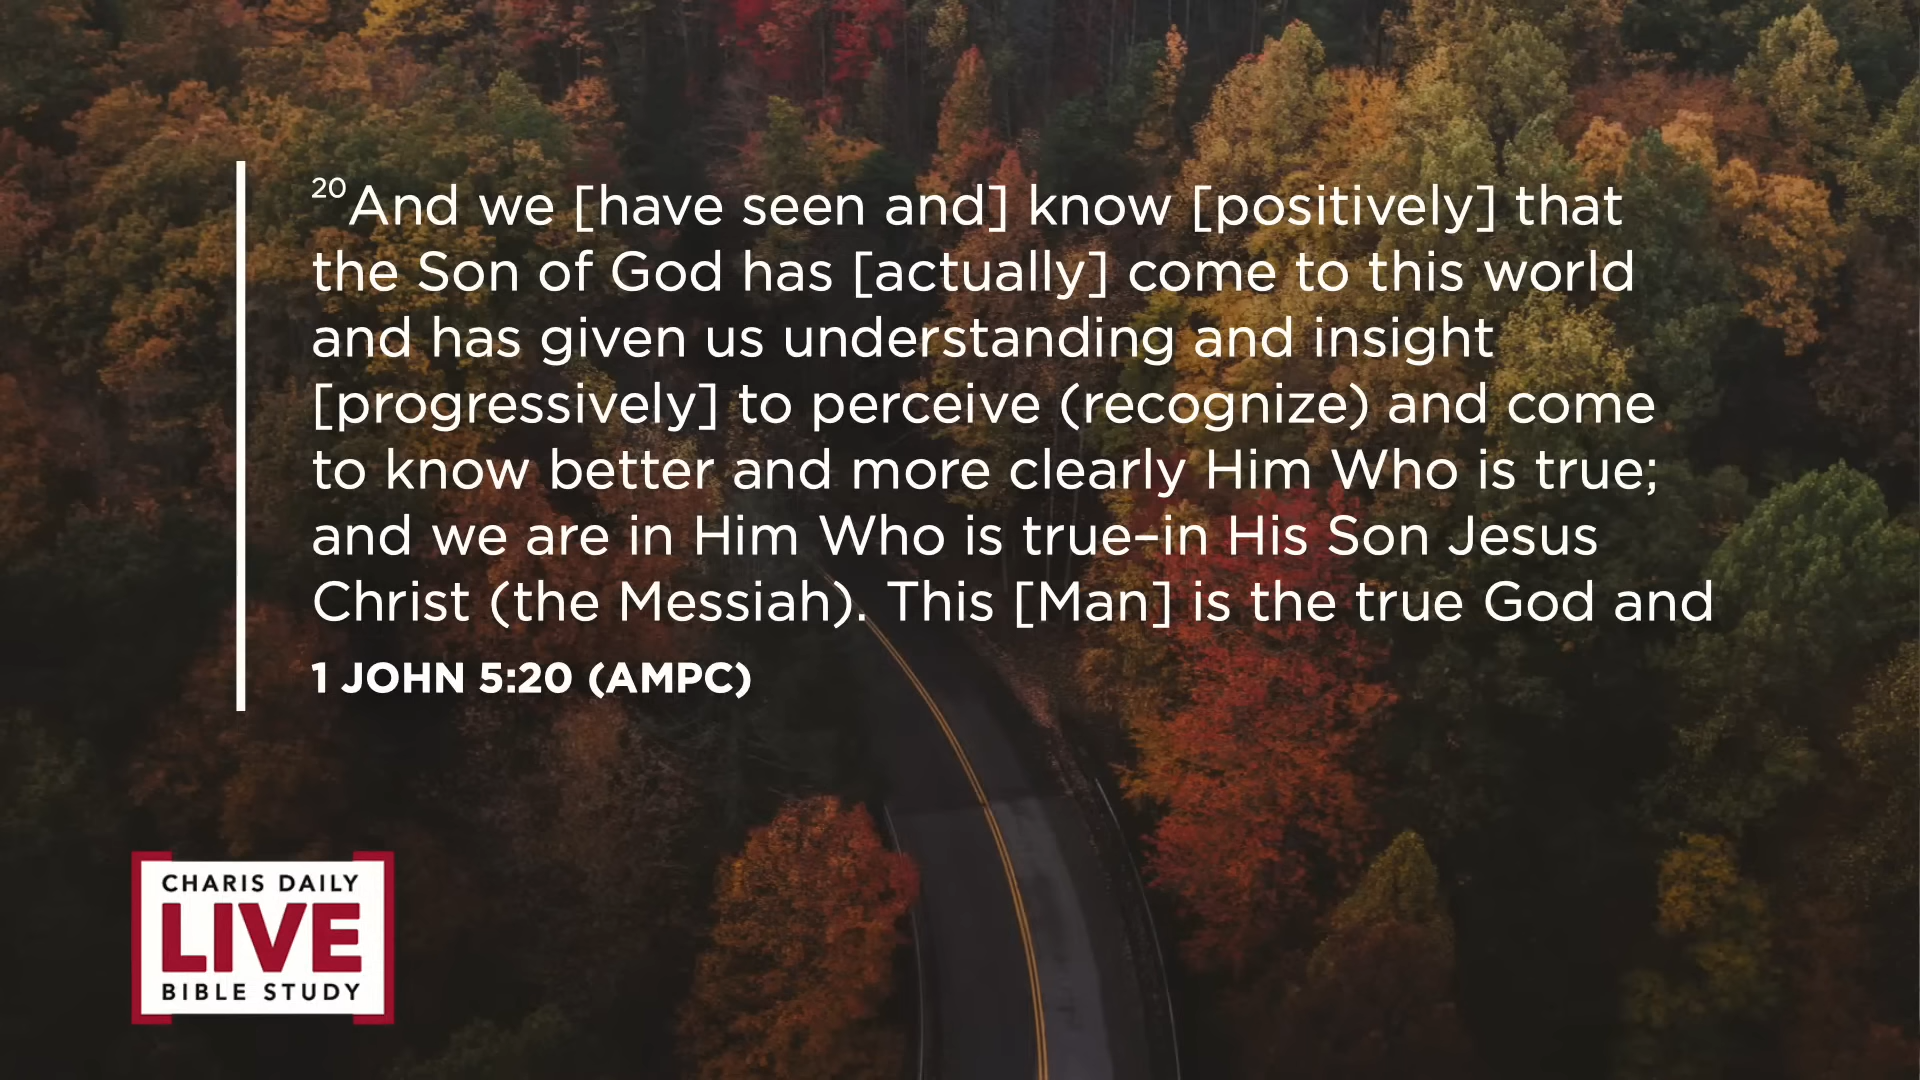 20And we [have seen and] know [positively] that
the Son of God has [actually] come to this world
and has given us understanding and insight
[progressively] to perceive (recognize) and come
to know better and more clearly Him Who is true;
and we are in Him Who is true–in His Son Jesus
Christ (the Messiah). This [Man] is the true God and
1 JOHN 5:20 (AMPC)
CHARIS DAILY
LIVE
BIBLE STUDY